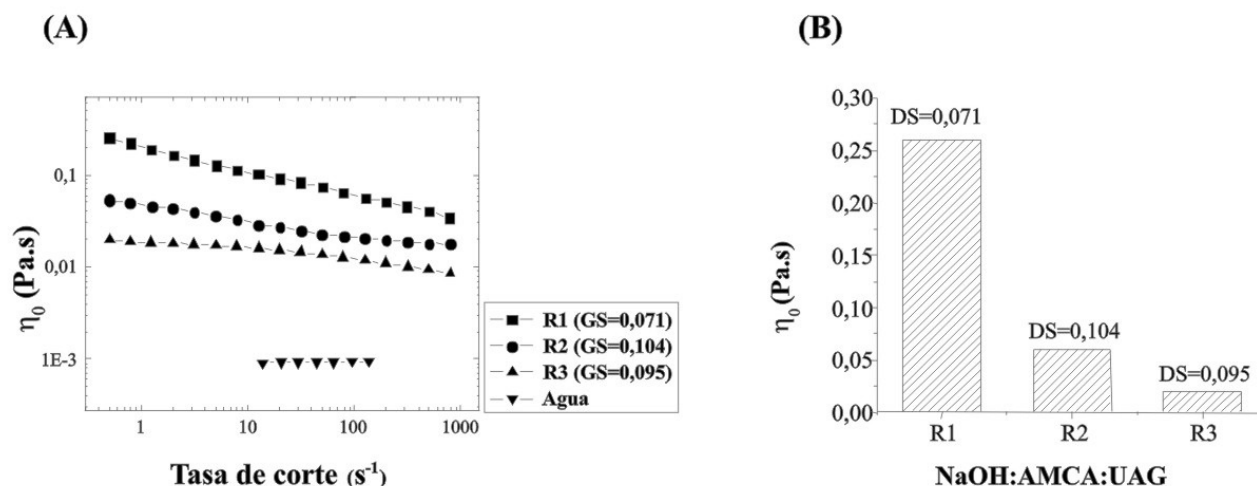 (A)
η₀ (Pa.s)
0,1
0,01
1E-3
1 10 100 1000
Tasa de corte (s⁻¹)
R1 (GS=0,071)
R2 (GS=0,104)
R3 (GS=0,095)
Agua
(B)
η₀ (Pa.s)
0,30
0,25
0,20
0,15
0,10
0,05
0,00
DS=0,071
DS=0,104
DS=0,095
R1 R2 R3
NaOH:AMCA:UAG